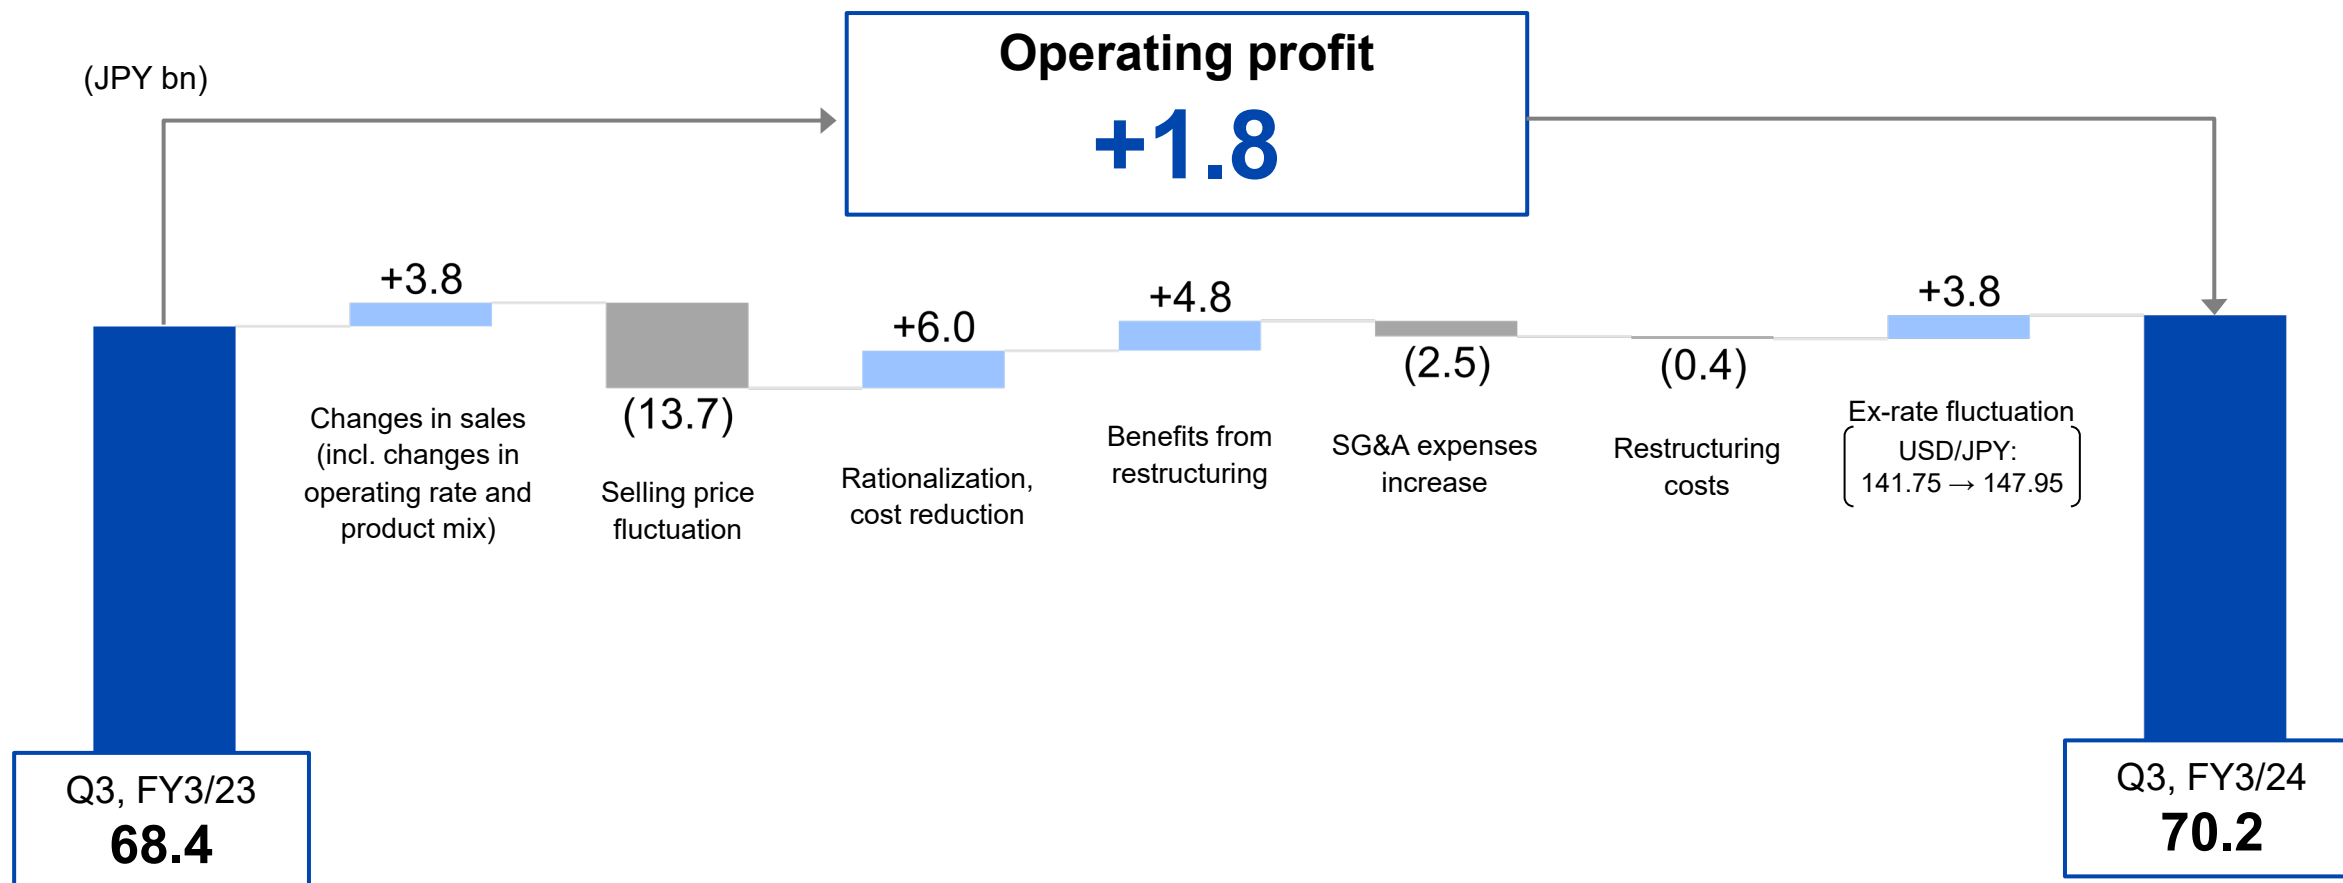 (JPY bn)
Operating profit
+1.8
+3.8
Changes in sales
(incl. changes in
operating rate and
product mix)
(13.7)
Selling price
fluctuation
+6.0
Rationalization,
cost reduction
+4.8
Benefits from
restructuring
(2.5)
SG&A expenses
increase
(0.4)
Restructuring
costs
+3.8
Ex-rate fluctuation
USD/JPY:
141.75 → 147.95
Q3, FY3/23
68.4
Q3, FY3/24
70.2